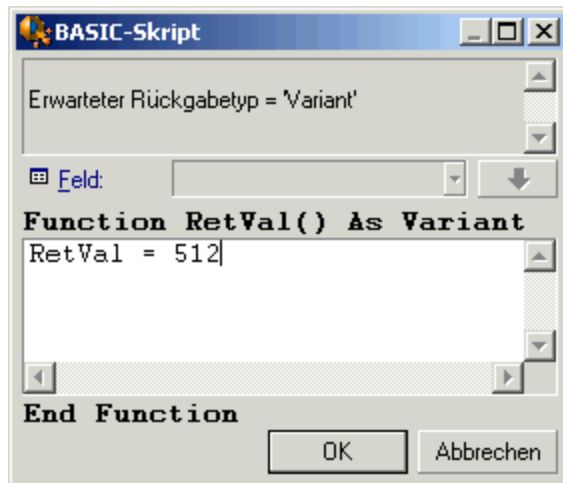 BASIC-Skript
Erwarteter Rückgabetyp = 'Variant'
Feld:
Function RetVal() As Variant
RetVal = 512
End Function
OK
Abbrechen